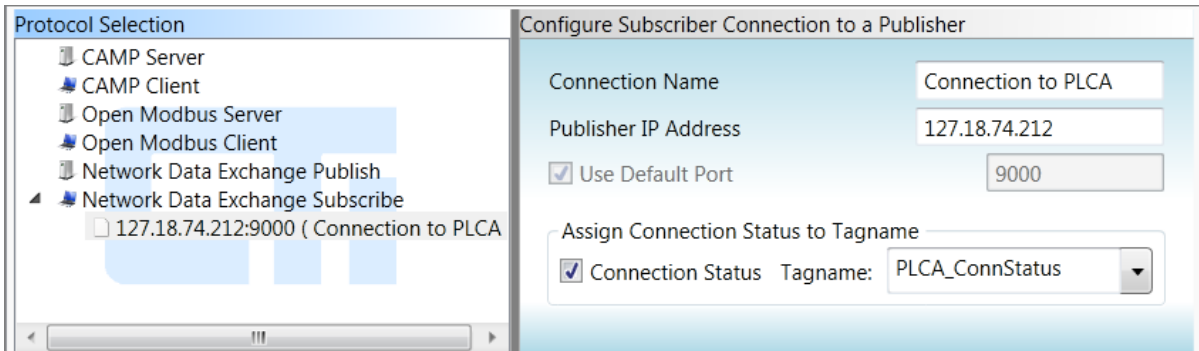 Protocol Selection
CAMP Server
CAMP Client
Open Modbus Server
Open Modbus Client
Network Data Exchange Publish
Network Data Exchange Subscribe
127.18.74.212:9000 ( Connection to PLCA
Configure Subscriber Connection to a Publisher
Connection Name Connection to PLCA
Publisher IP Address 127.18.74.212
Use Default Port 9000
Assign Connection Status to Tagname
Connection Status Tagname: PLCA_ConnStatus